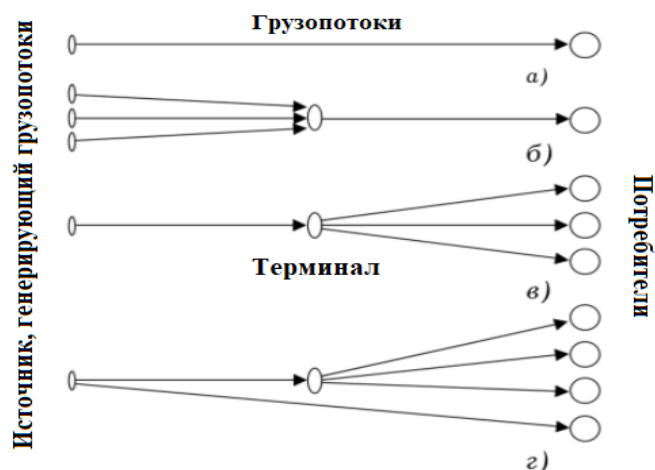 Грузопотоки
а)
б)
Источник, генерирующий грузопотоки
Потребители
Терминал
в)
г)